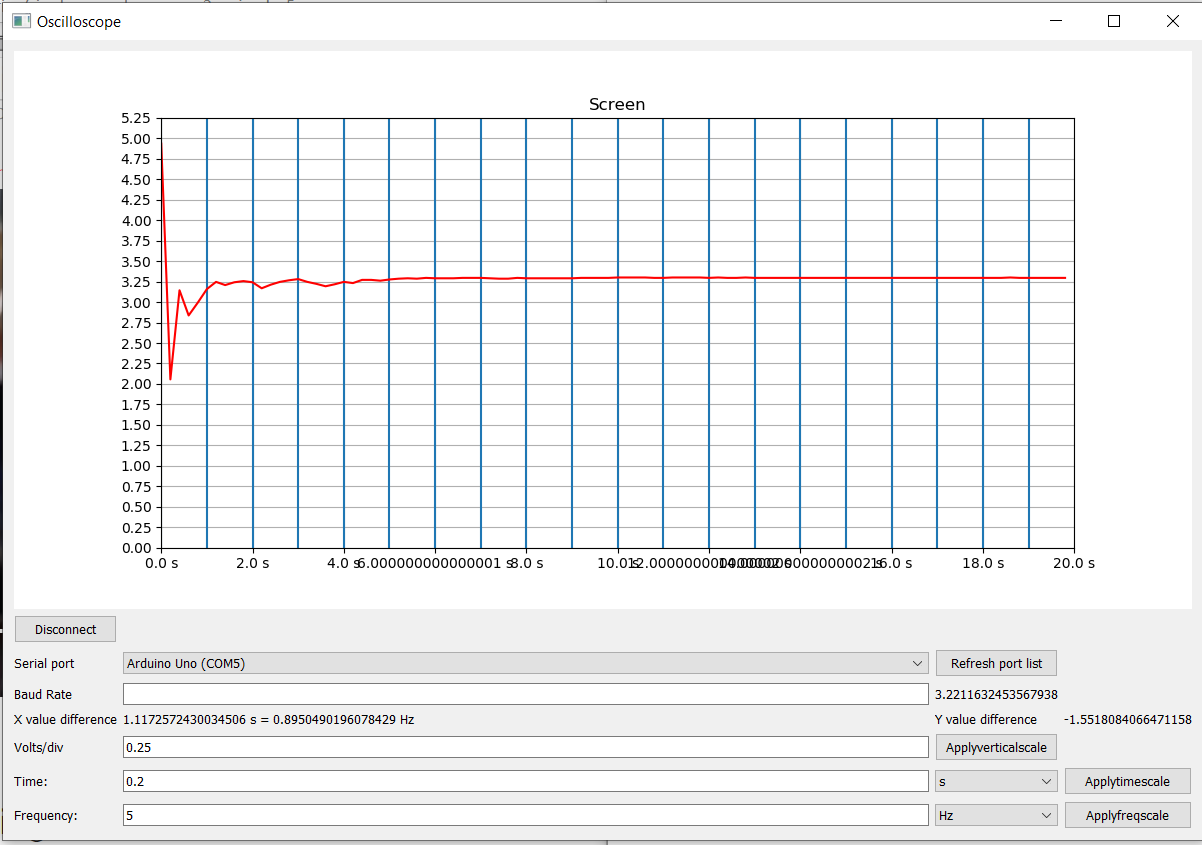 Oscilloscope
Screen
5.25
5.00
4.75
4.50
4.25
4.00
3.75
3.50
3.25
3.00
2.75
2.50
2.25
2.00
1.75
1.50
1.25
1.00
0.75
0.50
0.25
0.00
0.0 s 2.0 s 4.0 s 6.000000000000001 s 8.0 s 10.0 s 16.0 s 18.0 s 20.0 s
Disconnect
Serial port Arduino Uno (COM5) Refresh port list
Baud Rate 3.2211632453567938
X value difference 1.1172572430034506 s = 0.8950490196078429 Hz Y value difference -1.5518084066471158
Volts/div 0.25 Applyverticalscale
Time: 0.2 s Applytimescale
Frequency: 5 Hz Applyfreqscale